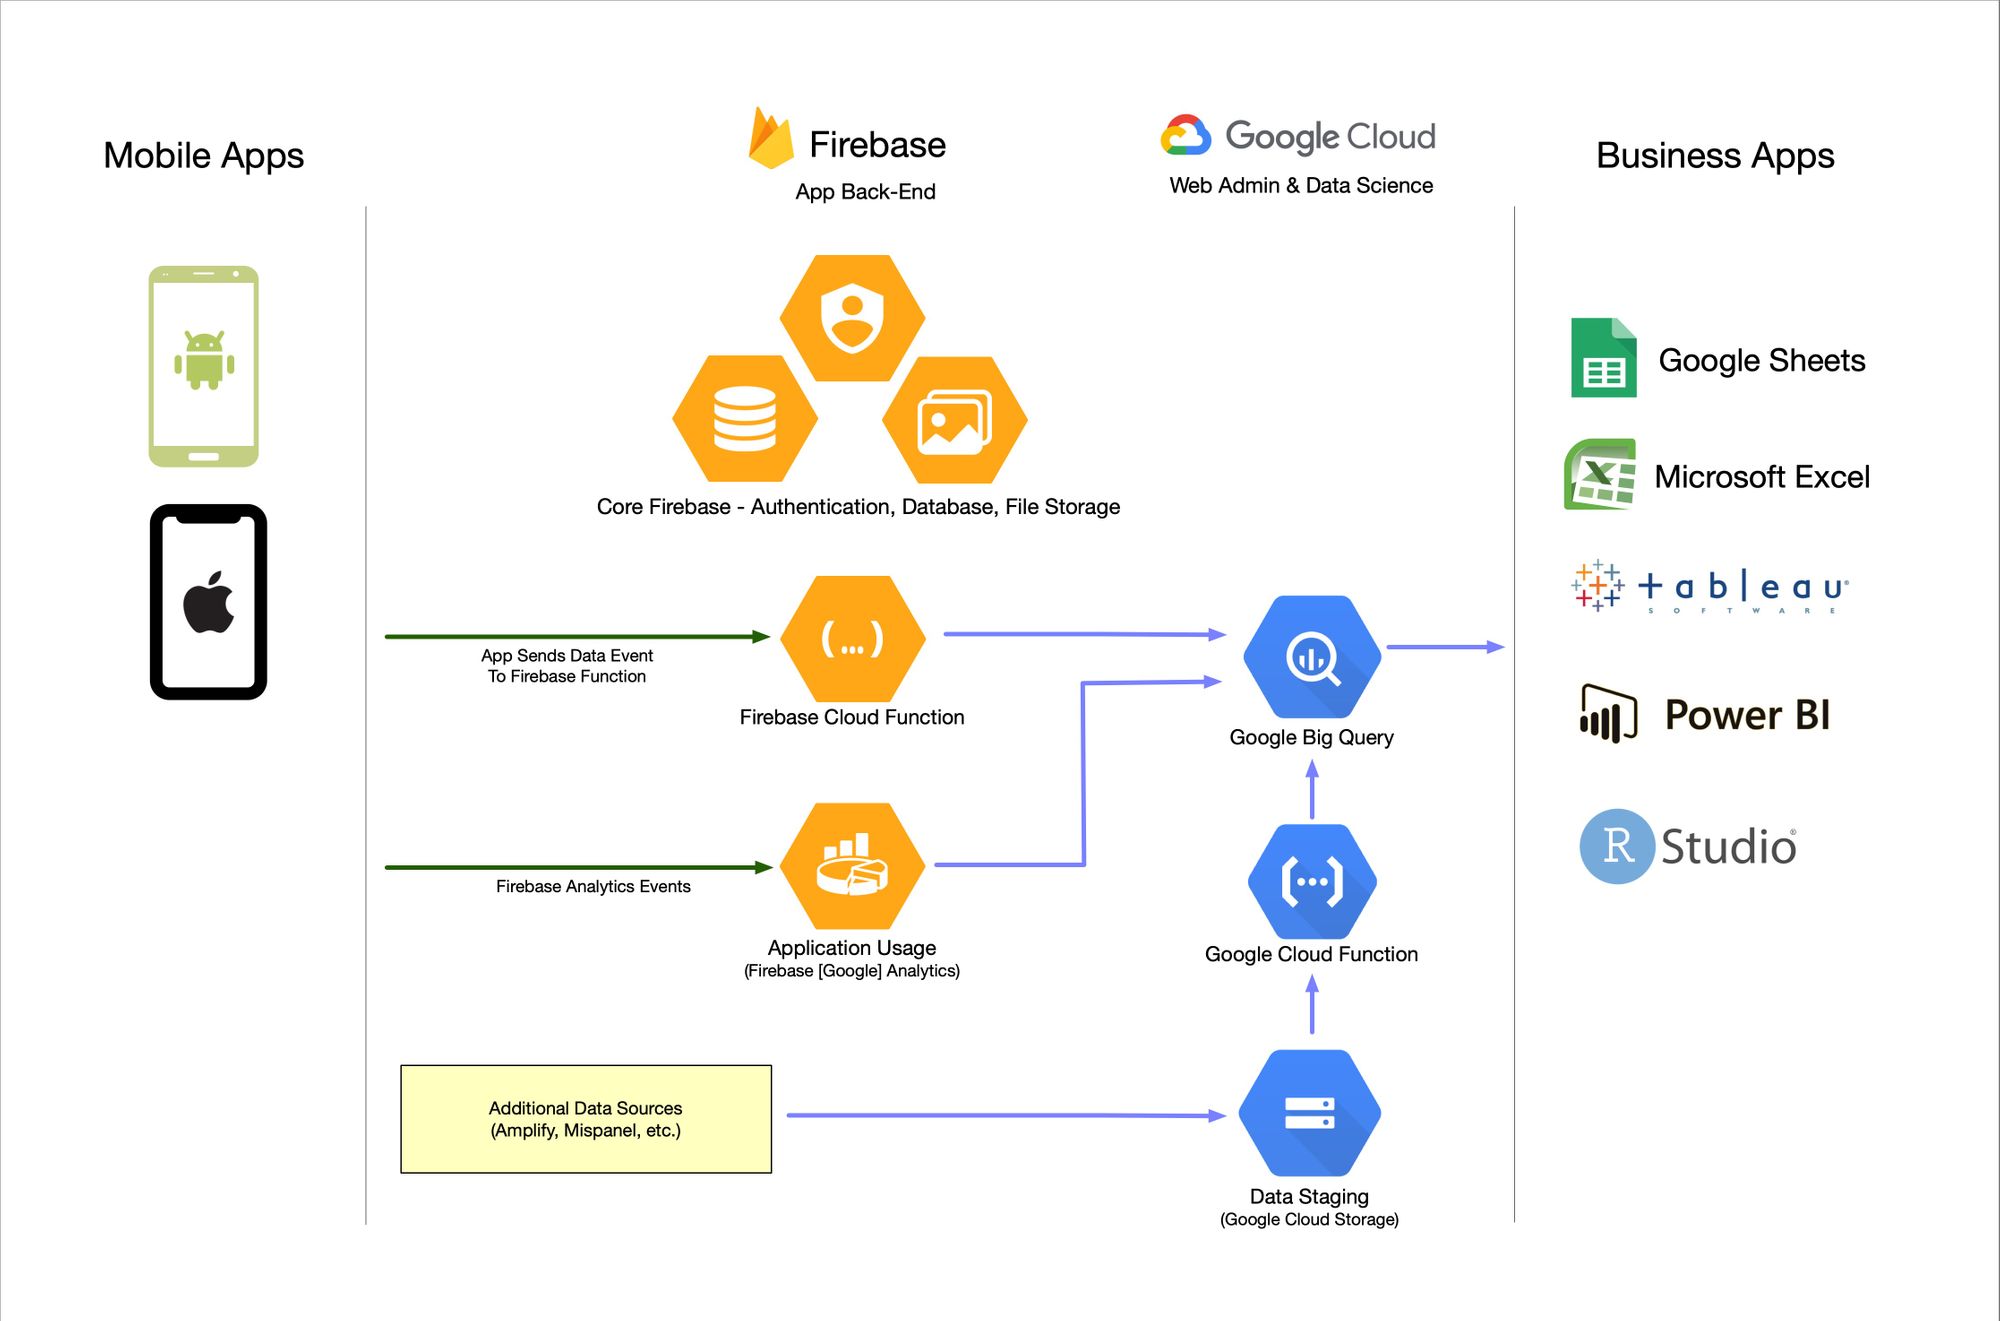 Mobile Apps
Firebase
App Back-End
Google Cloud
Web Admin & Data Science
Business Apps
Core Firebase - Authentication, Database, File Storage
App Sends Data Event
To Firebase Function
(...)
Firebase Cloud Function
Firebase Analytics Events
Application Usage
(Firebase [Google] Analytics)
Additional Data Sources
(Amplify, Mispanel, etc.)
Google Big Query
Google Cloud Function
Data Staging
(Google Cloud Storage)
Google Sheets
X
Microsoft Excel
tableau®
SOFTWARE
Power BI
R Studio®